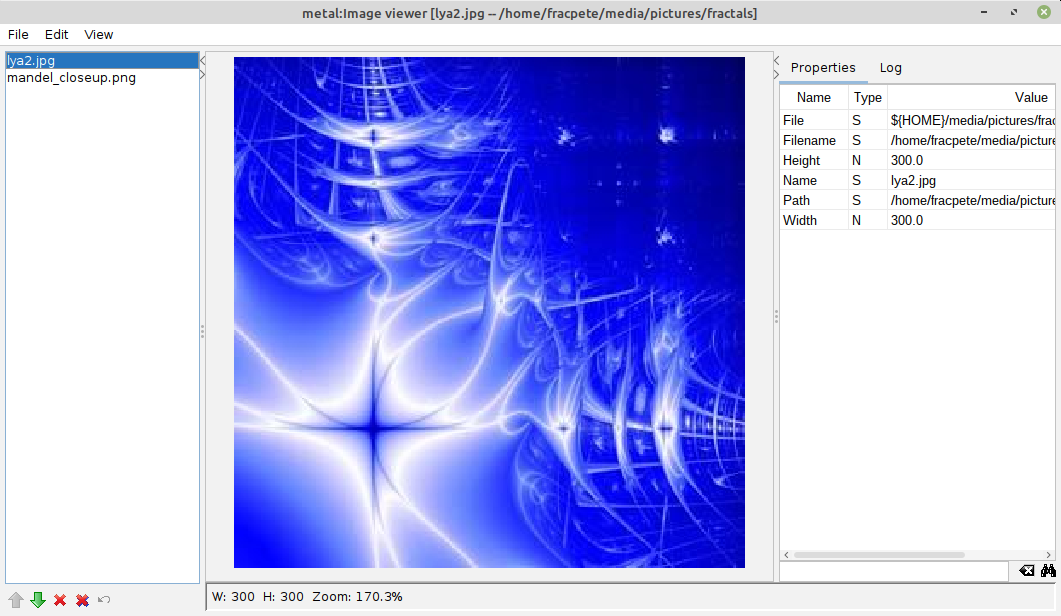 metal:Image viewer [lya2.jpg -- /home/fracpete/media/pictures/fractals]
File Edit View
lya2.jpg
mandel_closeup.png
Properties Log
Name Type Value
File S ${HOME}/media/pictures/frac
Filename S /home/fracpete/media/picture
Height N 300.0
Name S lya2.jpg
Path S /home/fracpete/media/picture
Width N 300.0
W: 300 H: 300 Zoom: 170.3%